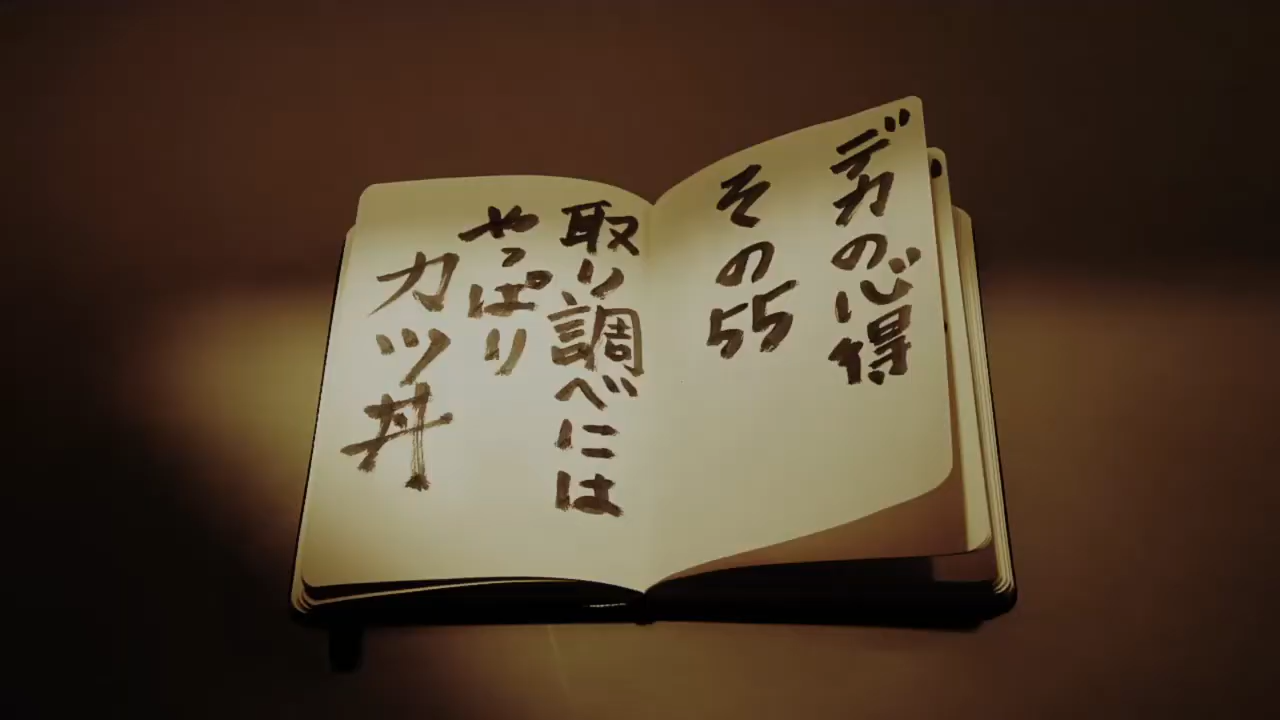 デカの心得
その55
取り調べには
やっぱり
カツ丼